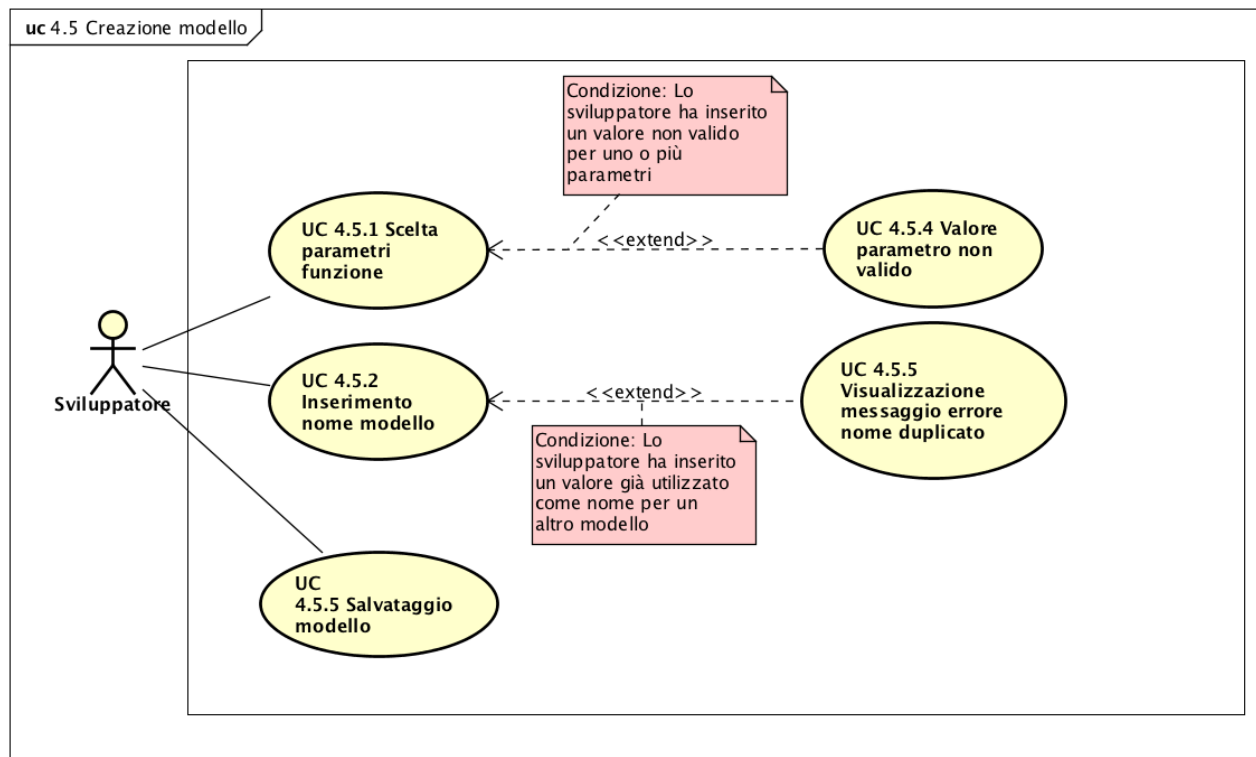 uc 4.5 Creazione modello
Condizione: Lo
sviluppatore ha inserito
un valore non valido
per uno o più
parametri
UC 4.5.1 Scelta
parametri
funzione
<<extend>>
UC 4.5.4 Valore
parametro non
valido
Sviluppatore
UC 4.5.2
Inserimento
nome modello
<<extend>>
UC 4.5.5
Visualizzazione
messaggio errore
nome duplicato
Condizione: Lo
sviluppatore ha inserito
un valore già utilizzato
come nome per un
altro modello
UC
4.5.5 Salvataggio
modello